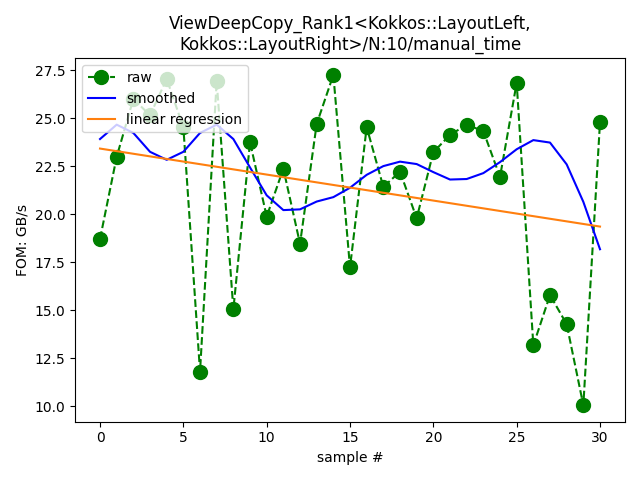 ViewDeepCopy_Rank1<Kokkos::LayoutLeft,
Kokkos::LayoutRight>/N:10/manual_time
27.5
25.0
22.5
20.0
17.5
15.0
12.5
10.0
FOM: GB/s
raw
smoothed
linear regression
0
5
10
15
20
25
30
sample #